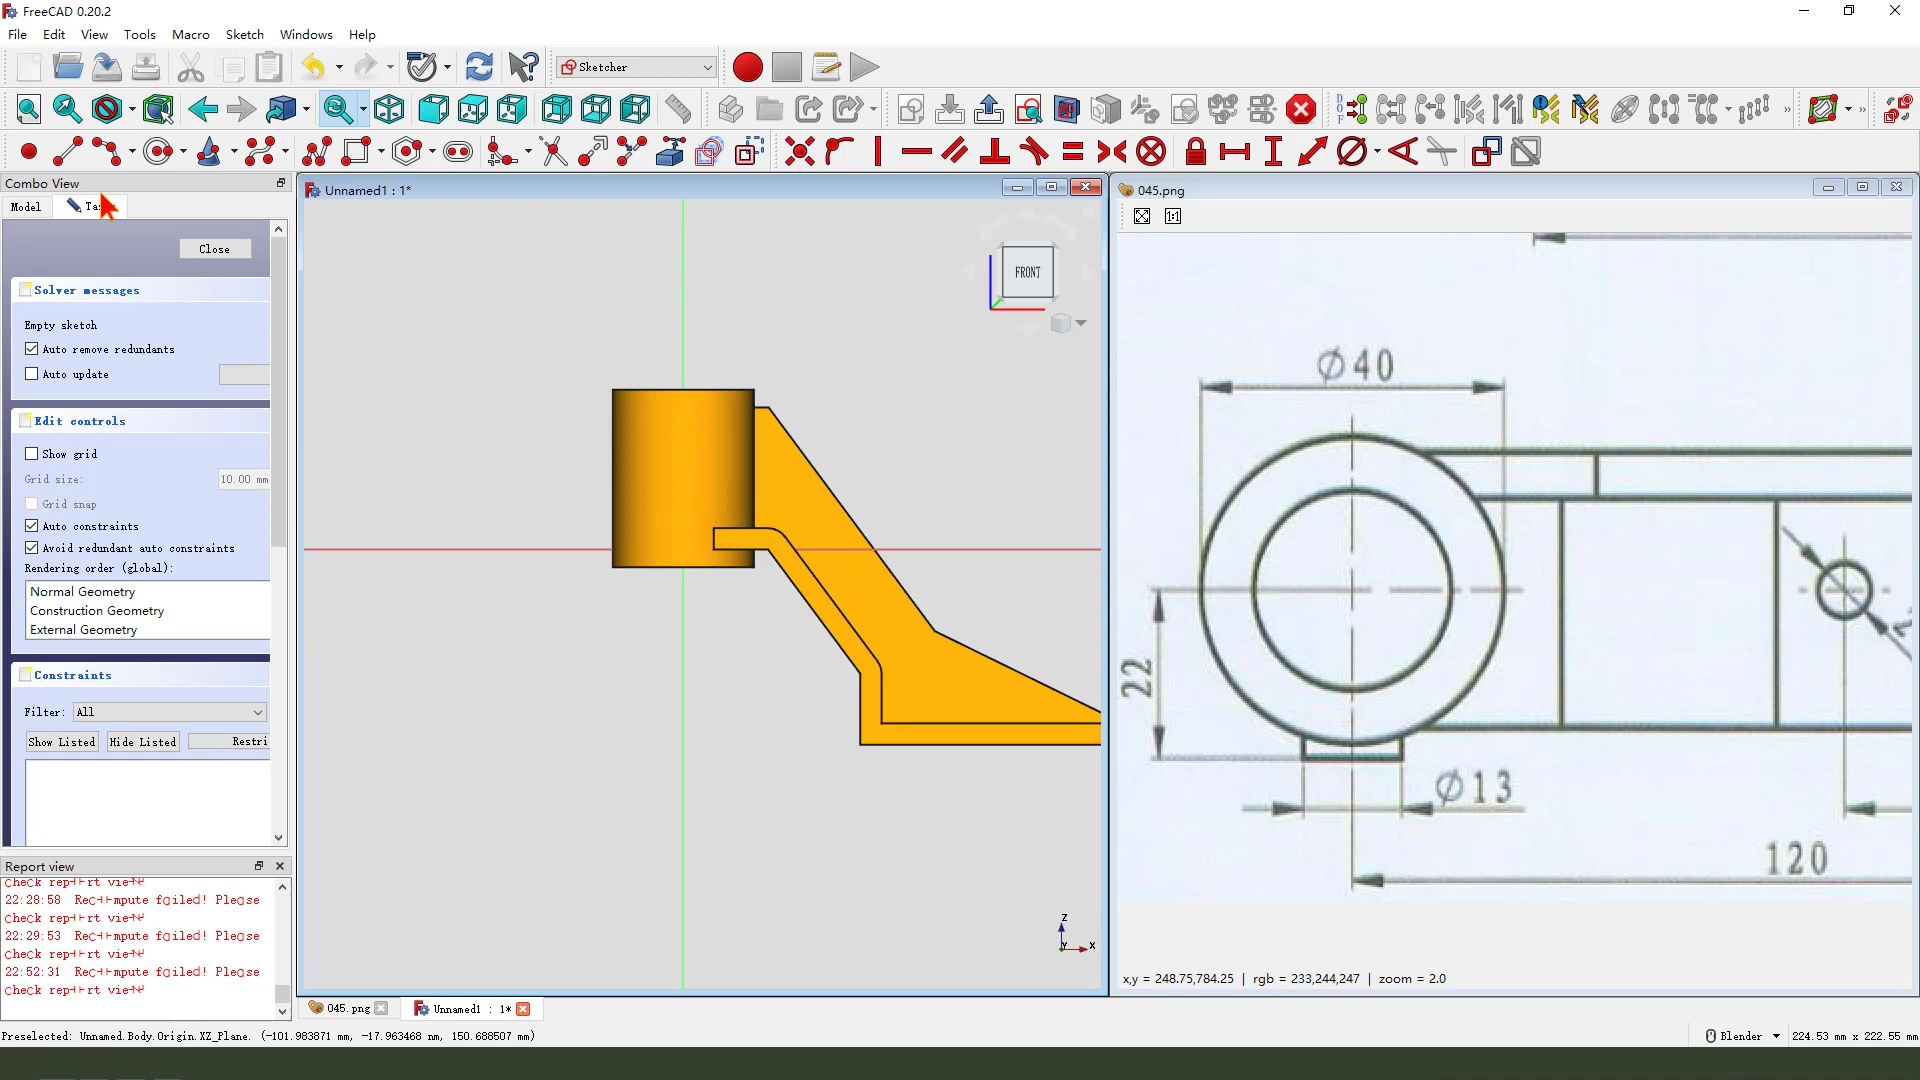 FreeCAD 0.20.2
File Edit View Tools Macro Sketch Windows Help
Sketcher
Combo View
Model
Unnamed1 : 1*
045.png
1:1
Close
FRONT
Solver messages
Empty sketch
Auto remove redundants
Auto update
Edit controls
Show grid
Grid size: 10.00 mm
Grid snap
Auto constraints
Avoid redundant auto constraints
Rendering order (global):
Normal Geometry
Construction Geometry
External Geometry
Constraints
Filter: All
Show Listed Hide Listed Restri
Ø40
22
Ø13
120
Z
Y
X
Report view
22:28:58
22:29:53
22:52:31
x,y = 248.75,784.25 | rgb = 233,244,247 | zoom = 2.0
045.png
Unnamed1 : 1*
Preselected: Unnamed.Body.Origin.XZ_Plane. (-101.983871 mm, -17.963468 nm, 150.688507 mm)
Blender
224.53 mm x 222.55 mm